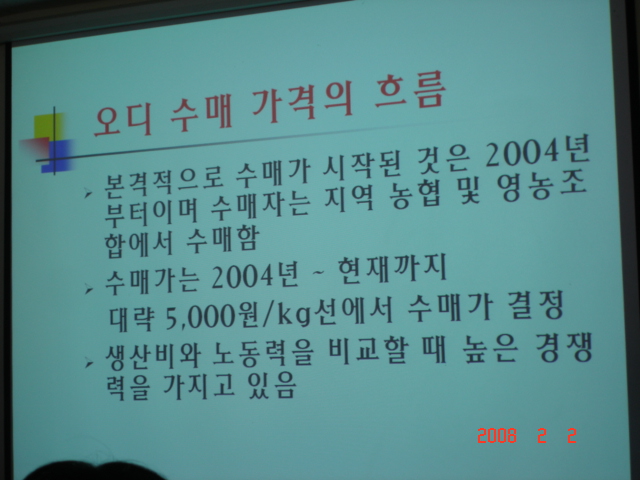 오디 수매 가격의 흐름
본격적으로 수매가 시작된 것은 2004년
부터이며 수매자는 지역 농협 및 영농조
합에서 수매함
수매가는 2004년 ~ 현재까지
대략 5,000원/kg선에서 수매가 결정
생산비와 노동력을 비교할 때 높은 경쟁
력을 가지고 있음
2008 2 2